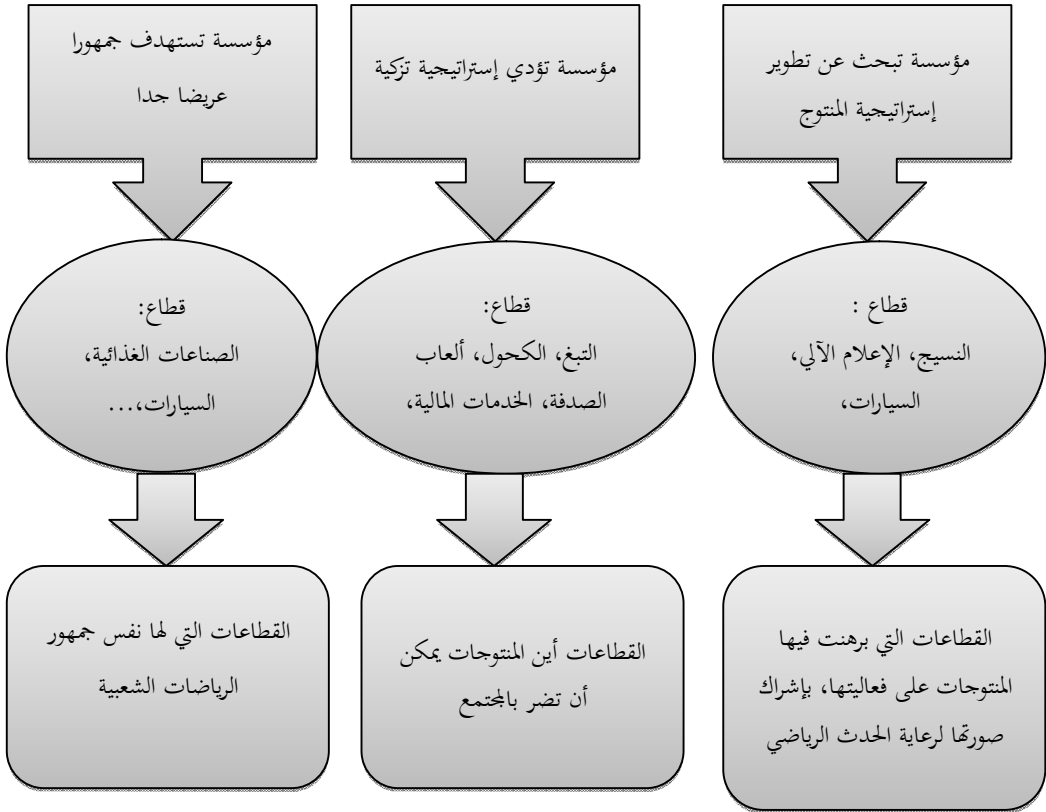 مؤسسة تبحث عن تطوير
إستراتيجية المنتوج
مؤسسة تؤدي إستراتيجية تزكية
مؤسسة تستهدف جمهورا
عريضا جدا
قطاع :
النسيج، الإعلام الآلي،
السيارات،
قطاع:
التبغ، الكحول، ألعاب
الصدفة، الخدمات المالية،
قطاع:
الصناعات الغذائية،
السيارات،...
القطاعات التي برهنت فيها
المنتوجات على فعاليتها، بإشراك
صورتها لرعاية الحدث الرياضي
القطاعات أين المنتوجات يمكن
أن تضر بالمجتمع
القطاعات التي لها نفس جمهور
الرياضات الشعبية